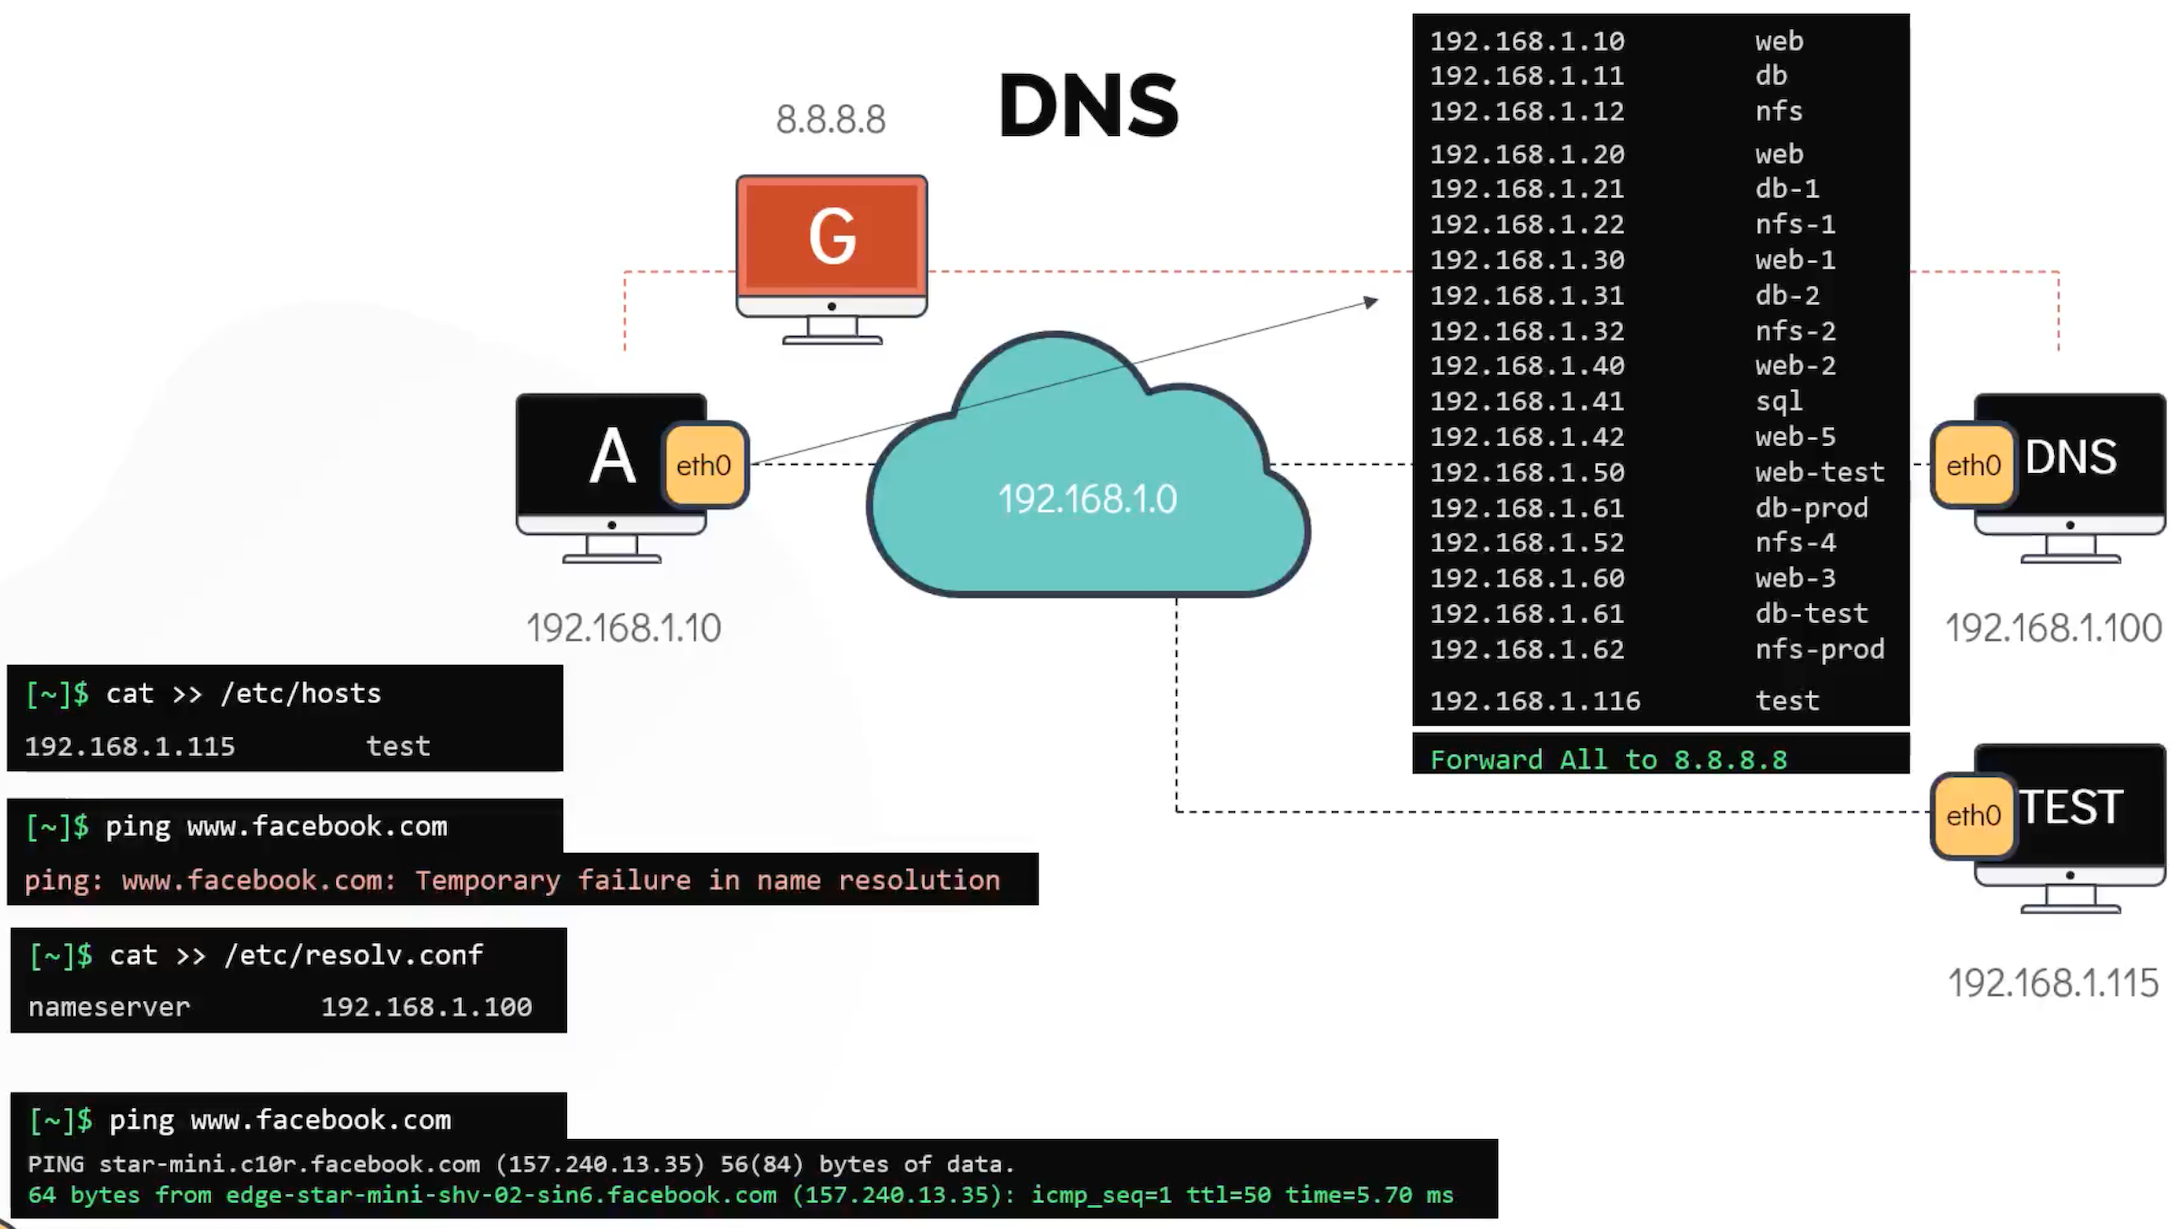 DNS
8.8.8.8
G
A
eth0
192.168.1.10
192.168.1.0
192.168.1.10 web
192.168.1.11 db
192.168.1.12 nfs
192.168.1.20 web
192.168.1.21 db-1
192.168.1.22 nfs-1
192.168.1.30 web-1
192.168.1.31 db-2
192.168.1.32 nfs-2
192.168.1.40 web-2
192.168.1.41 sql
192.168.1.42 web-5
192.168.1.50 web-test
192.168.1.61 db-prod
192.168.1.52 nfs-4
192.168.1.60 web-3
192.168.1.61 db-test
192.168.1.62 nfs-prod
192.168.1.116 test
Forward All to 8.8.8.8
eth0
DNS
192.168.1.100
eth0
TEST
192.168.1.115
[~]$ cat >> /etc/hosts
192.168.1.115 test
[~]$ ping www.facebook.com
ping: www.facebook.com: Temporary failure in name resolution
[~]$ cat >> /etc/resolv.conf
nameserver 192.168.1.100
[~]$ ping www.facebook.com
PING star-mini.c10r.facebook.com (157.240.13.35) 56(84) bytes of data.
64 bytes from edge-star-mini-shv-02-sin6.facebook.com (157.240.13.35): icmp_seq=1 ttl=50 time=5.70 ms